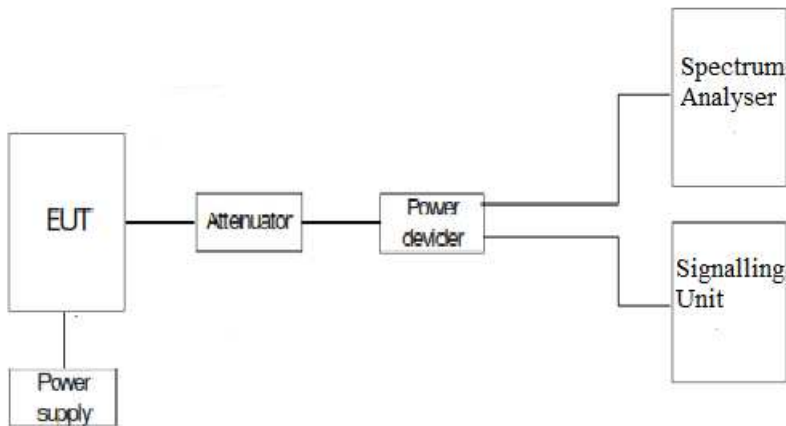 Spectrum
Analyser
EUT
Attenuator
Power
devider
Signalling
Unit
Power
supply